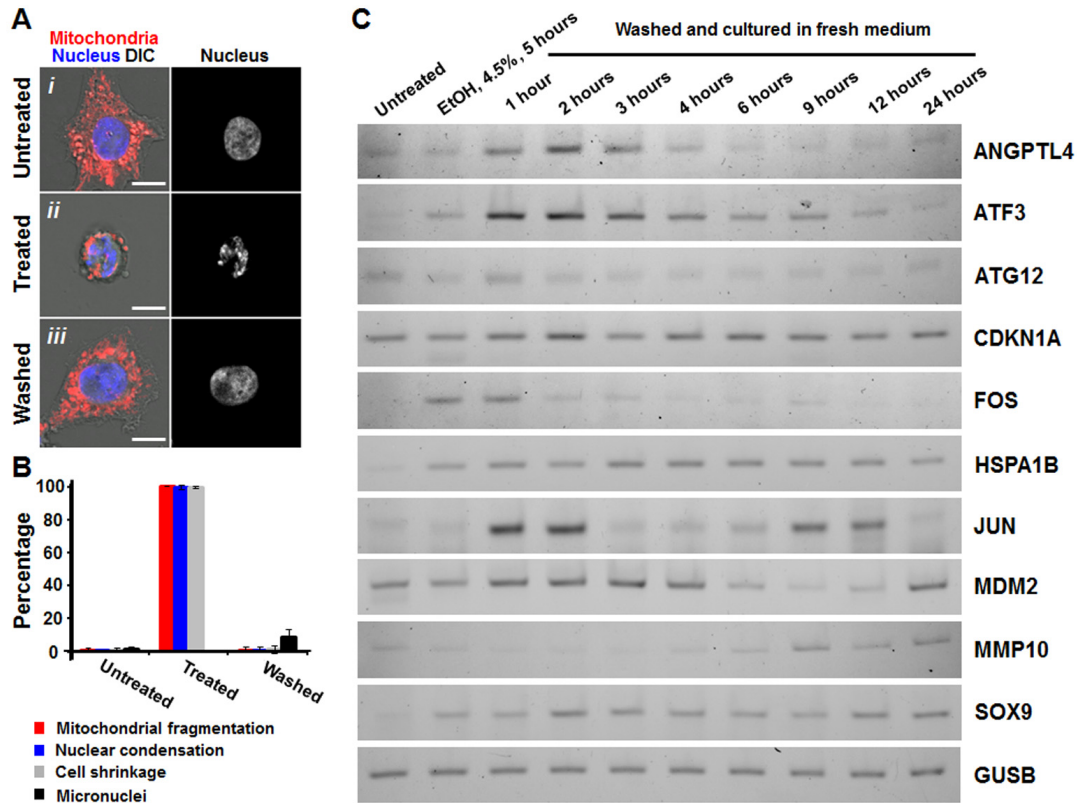 A
Mitochondria
Nucleus DIC
Nucleus
Untreated
i
Treated
ii
Washed
iii
B
Percentage
100
80
60
40
20
0
Untreated
Treated
Washed
Mitochondrial fragmentation
Nuclear condensation
Cell shrinkage
Micronuclei
C
Washed and cultured in fresh medium
Untreated
EtOH, 4.5%, 5 hours
1 hour
2 hours
3 hours
4 hours
6 hours
9 hours
12 hours
24 hours
ANGPTL4
ATF3
ATG12
CDKN1A
FOS
HSPA1B
JUN
MDM2
MMP10
SOX9
GUSB